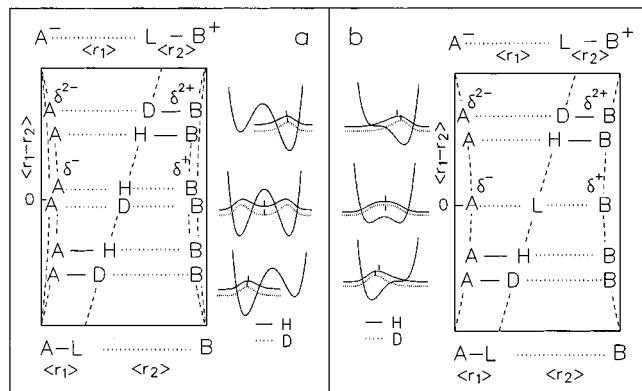 A⁻ L – B⁺ a
<r₁> <r₂>
δ²⁻ δ²⁺
A D — B
A H — B
<r₁–r₂>
δ⁻ δ⁺
A H B
0 A D B
A — H B
A — D B
— H
D
A–L B
<r₁> <r₂>
b A⁻ L – B⁺
<r₁> <r₂>
δ²⁻ δ²⁺
A D — B
A H — B
<r₁–r₂>
δ⁻ δ⁺
0 A L B
A — H B
A — D B
— H
D
A–L B
<r₁> <r₂>